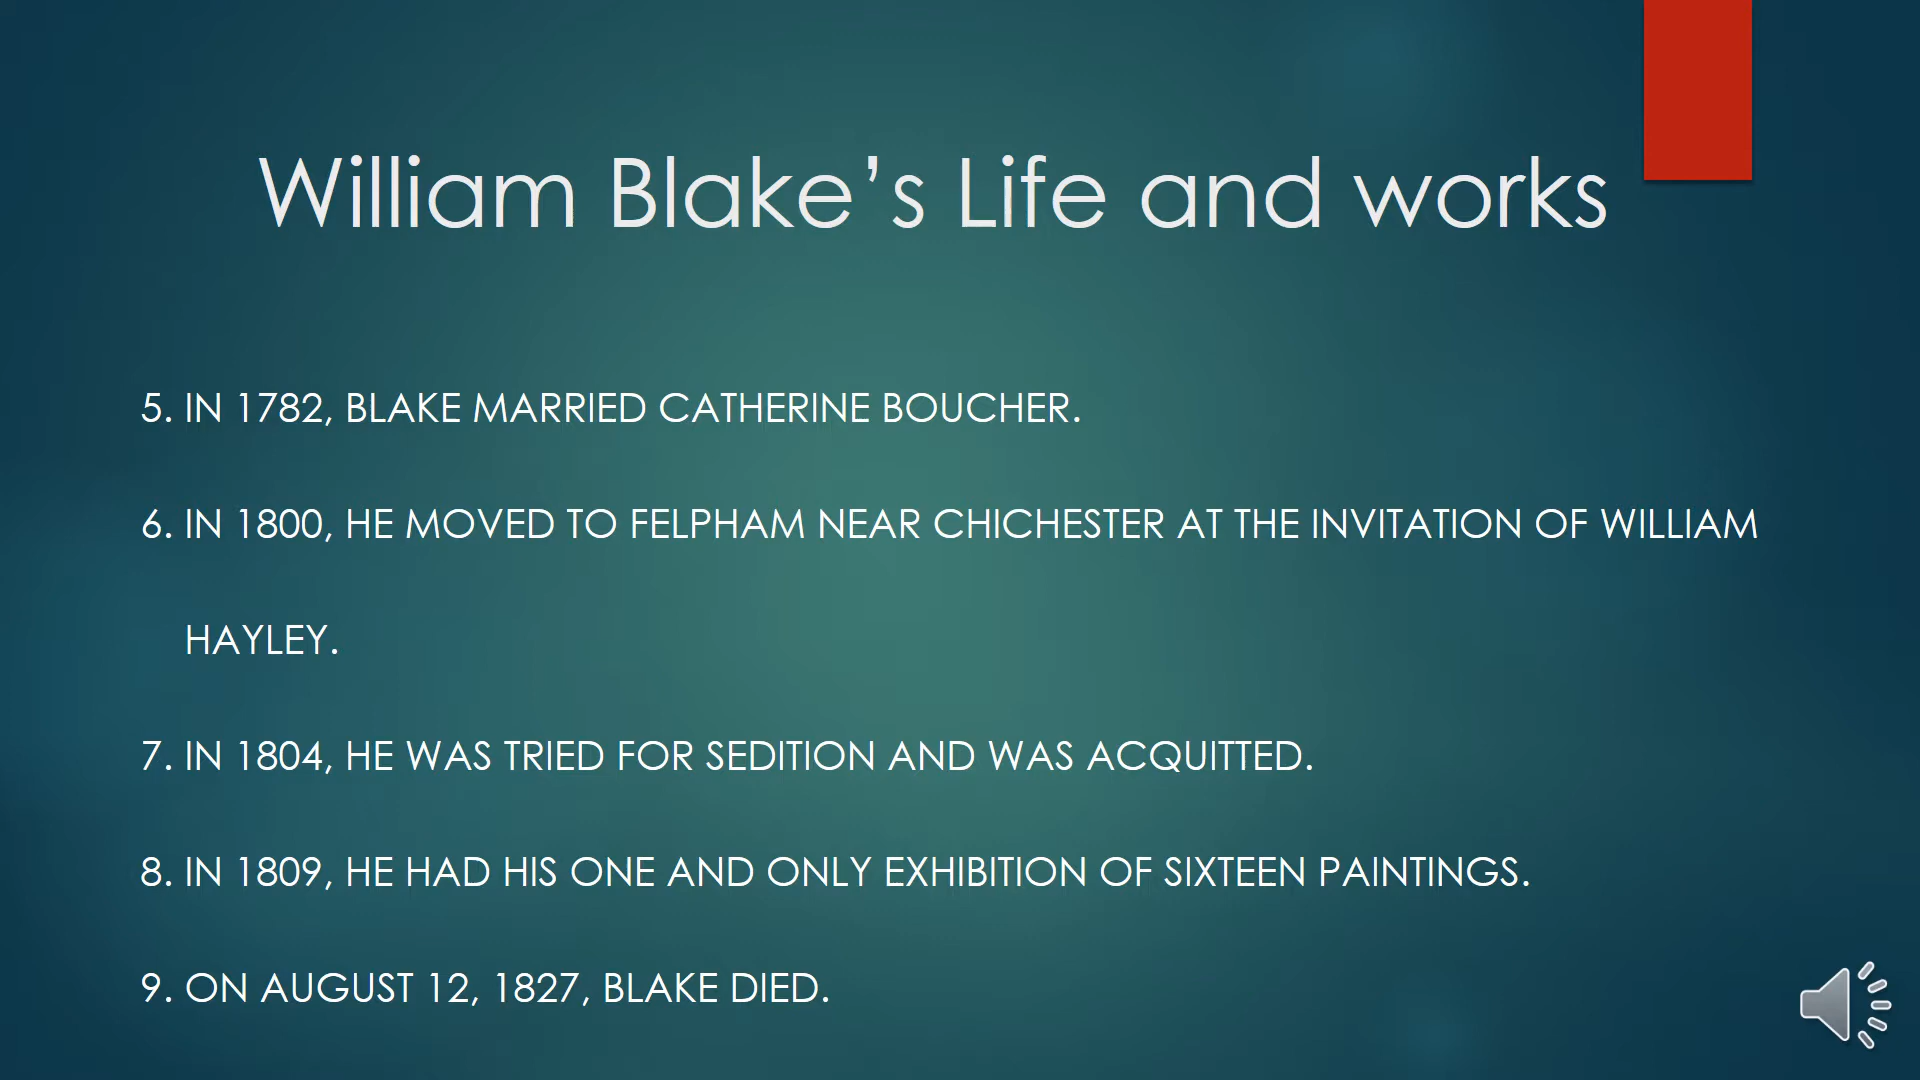 William Blake’s Life and works
5. IN 1782, BLAKE MARRIED CATHERINE BOUCHER.
6. IN 1800, HE MOVED TO FELPHAM NEAR CHICHESTER AT THE INVITATION OF WILLIAM
HAYLEY.
7. IN 1804, HE WAS TRIED FOR SEDITION AND WAS ACQUITTED.
8. IN 1809, HE HAD HIS ONE AND ONLY EXHIBITION OF SIXTEEN PAINTINGS.
9. ON AUGUST 12, 1827, BLAKE DIED.